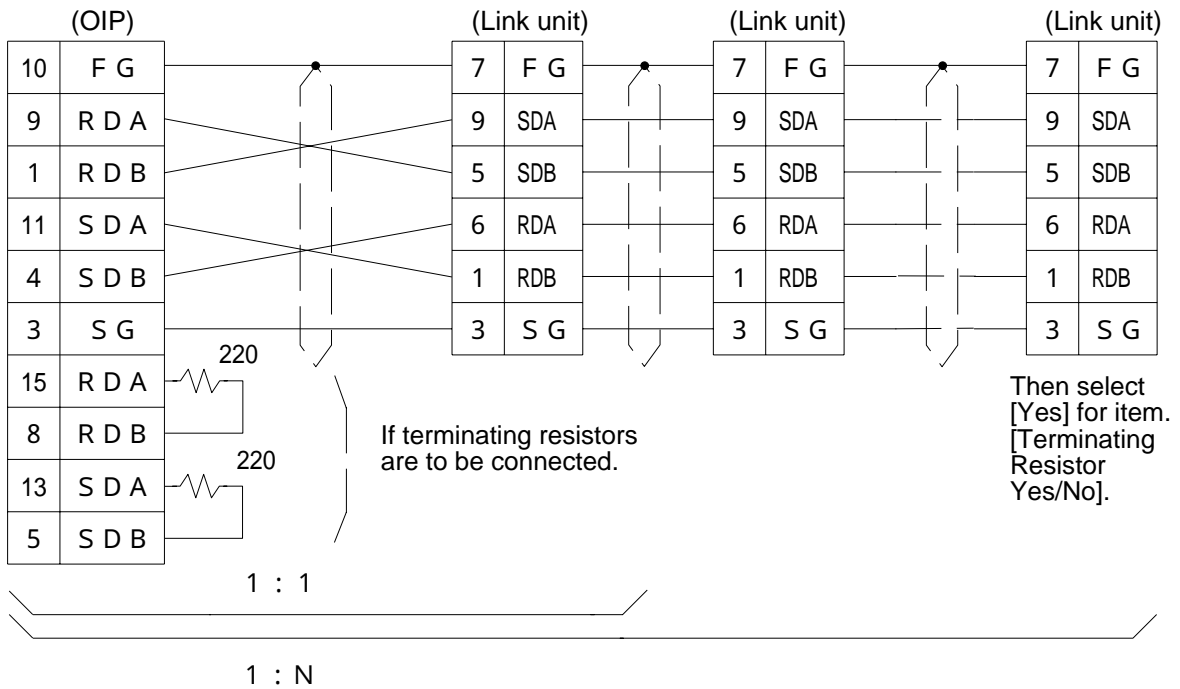 (OIP) (Link unit) (Link unit) (Link unit)
10 F G 7 F G 7 F G 7 F G
9 R D A 9 SDA 9 SDA 9 SDA
1 R D B 5 SDB 5 SDB 5 SDB
11 S D A 6 RDA 6 RDA 6 RDA
4 S D B 1 RDB 1 RDB 1 RDB
3 S G 3 S G 3 S G 3 S G
220
15 R D A
8 R D B
220
13 S D A
5 S D B
If terminating resistors
are to be connected.
Then select
[Yes] for item.
[Terminating
Resistor
Yes/No].
1 : 1
1 : N